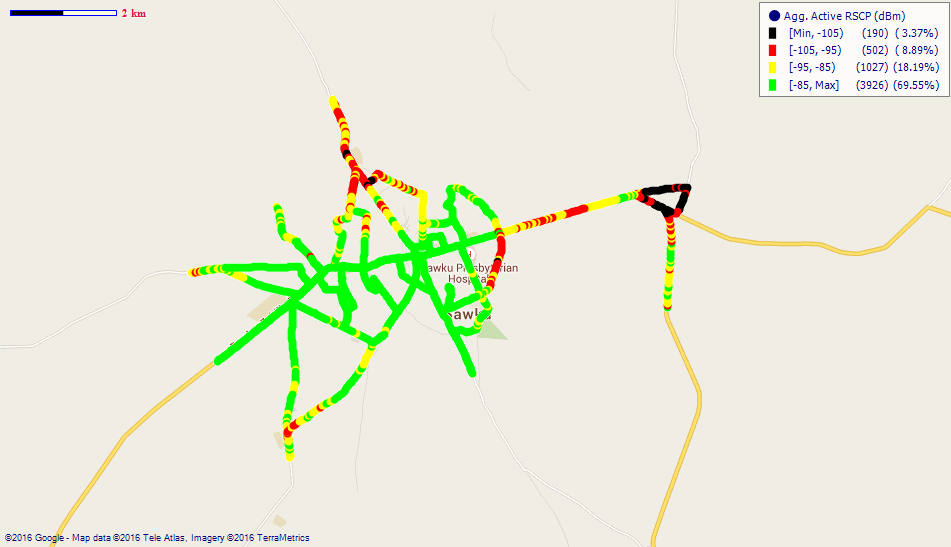 2 km
Agg. Active RSCP (dBm)
[Min, -105) (190) ( 3.37%)
[-105, -95) (502) ( 8.89%)
[-95, -85) (1027) (18.19%)
[-85, Max] (3926) (69.55%)
©2016 Google - Map data ©2016 Tele Atlas, Imagery ©2016 TerraMetrics